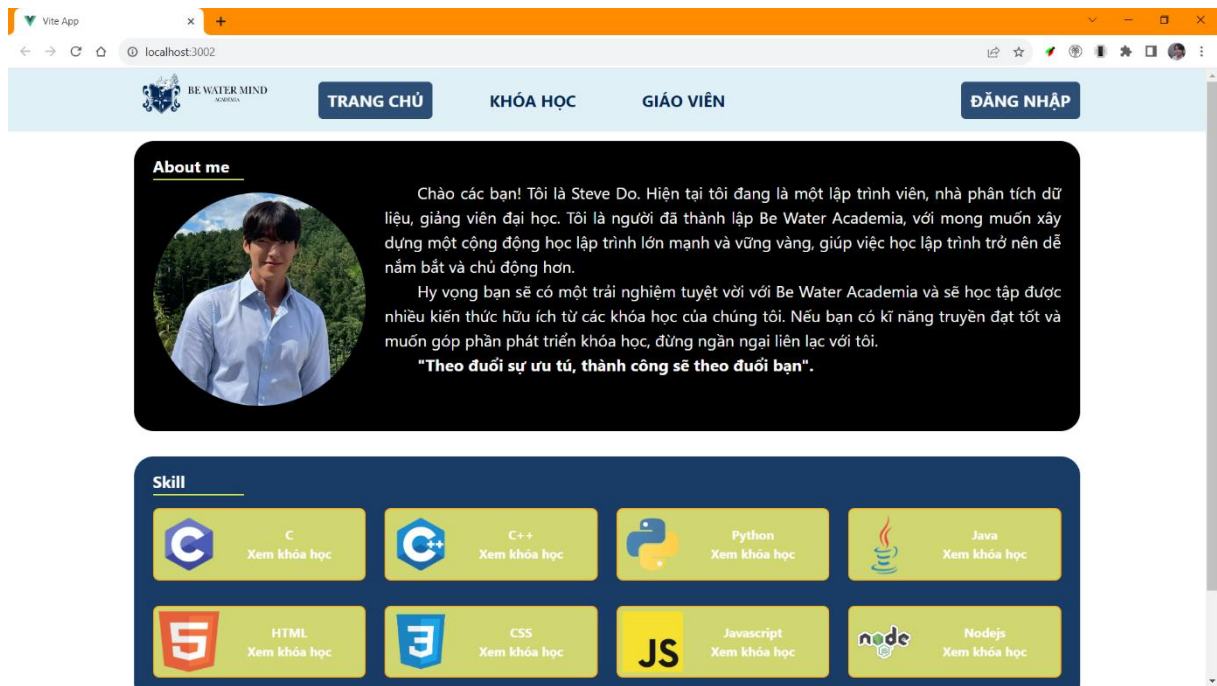 Vite App
localhost:3002
BE WATER MIND
ACADEMIA
TRANG CHỦ
KHÓA HỌC
GIÁO VIÊN
ĐĂNG NHẬP
About me
Chào các bạn! Tôi là Steve Do. Hiện tại tôi đang là một lập trình viên, nhà phân tích dữ
liệu, giảng viên đại học. Tôi là người đã thành lập Be Water Academia, với mong muốn xây
dựng một cộng động học lập trình lớn mạnh và vững vàng, giúp việc học lập trình trở nên dễ
nắm bắt và chủ động hơn.
Hy vọng bạn sẽ có một trải nghiệm tuyệt vời với Be Water Academia và sẽ học tập được
nhiều kiến thức hữu ích từ các khóa học của chúng tôi. Nếu bạn có kĩ năng truyền đạt tốt và
muốn góp phần phát triển khóa học, đừng ngần ngại liên lạc với tôi.
"Theo đuổi sự ưu tú, thành công sẽ theo đuổi bạn".
Skill
C
C
Xem khóa học
C++
C++
Xem khóa học
Python
Xem khóa học
Java
Xem khóa học
5
HTML
Xem khóa học
3
CSS
Xem khóa học
JS
Javascript
Xem khóa học
node
Nodejs
Xem khóa học